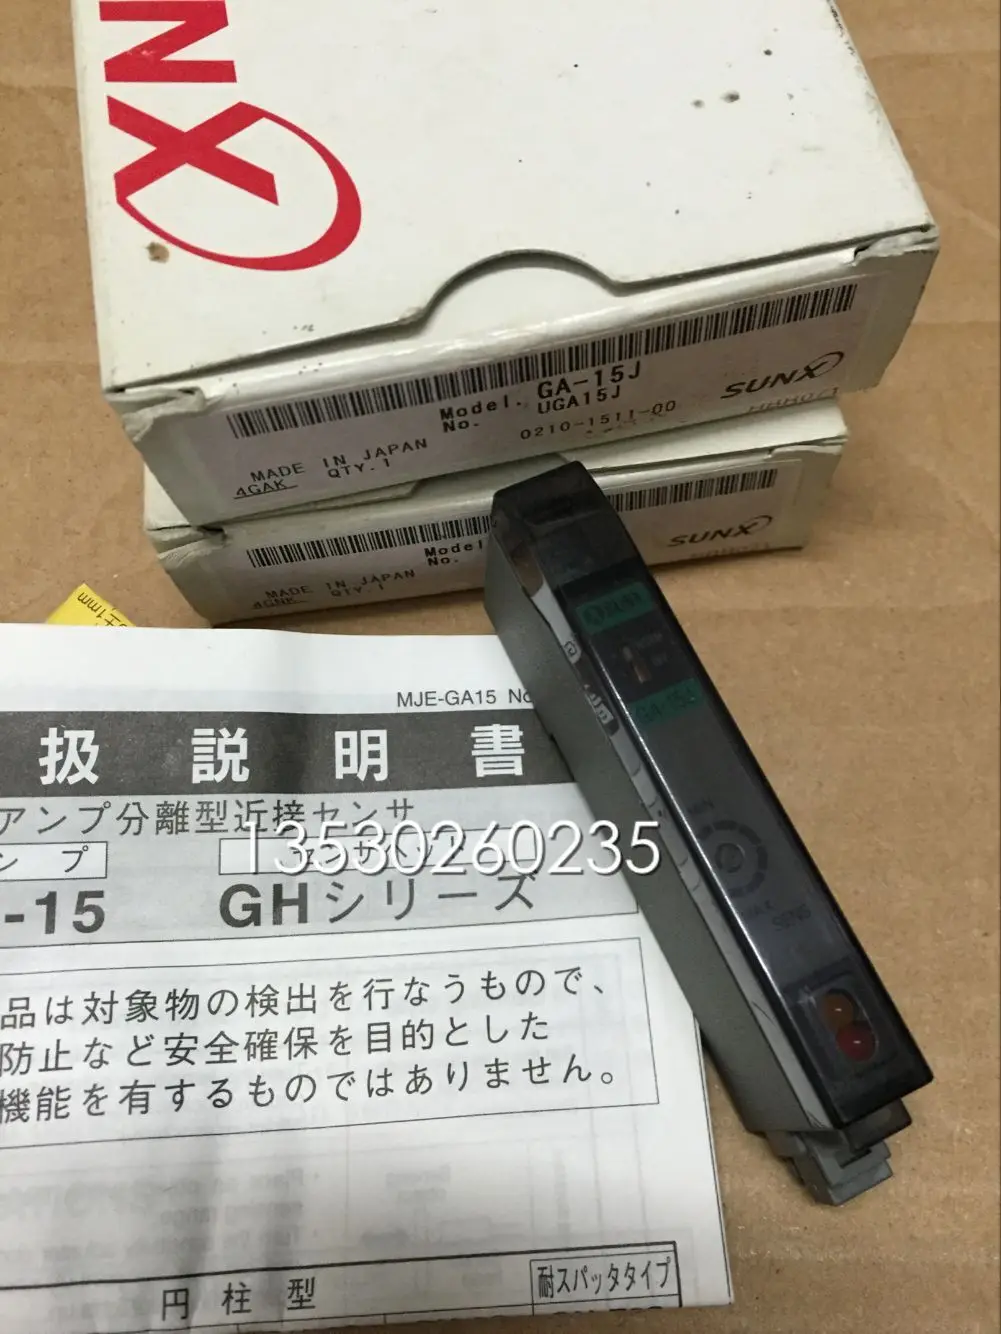 NX
Model. GA-15J
No. UGA15J
0210-1511-00
SUNX
MADE IN JAPAN
4GAK QTY.1
Model
No.
SUNX
MADE IN JAPAN
QTY.1
±1mm
MJE-GA15 No
扱 説 明 書
アンプ分離型近接センサ
ンプ
-15 GHシリーズ
13530260235
品は対象物の検出を行なうもので、
防止など安全確保を目的とした
機能を有するものではありません。
円 柱 型
耐スパッタタイプ
SUNX
GA-15J
MIN
SENS